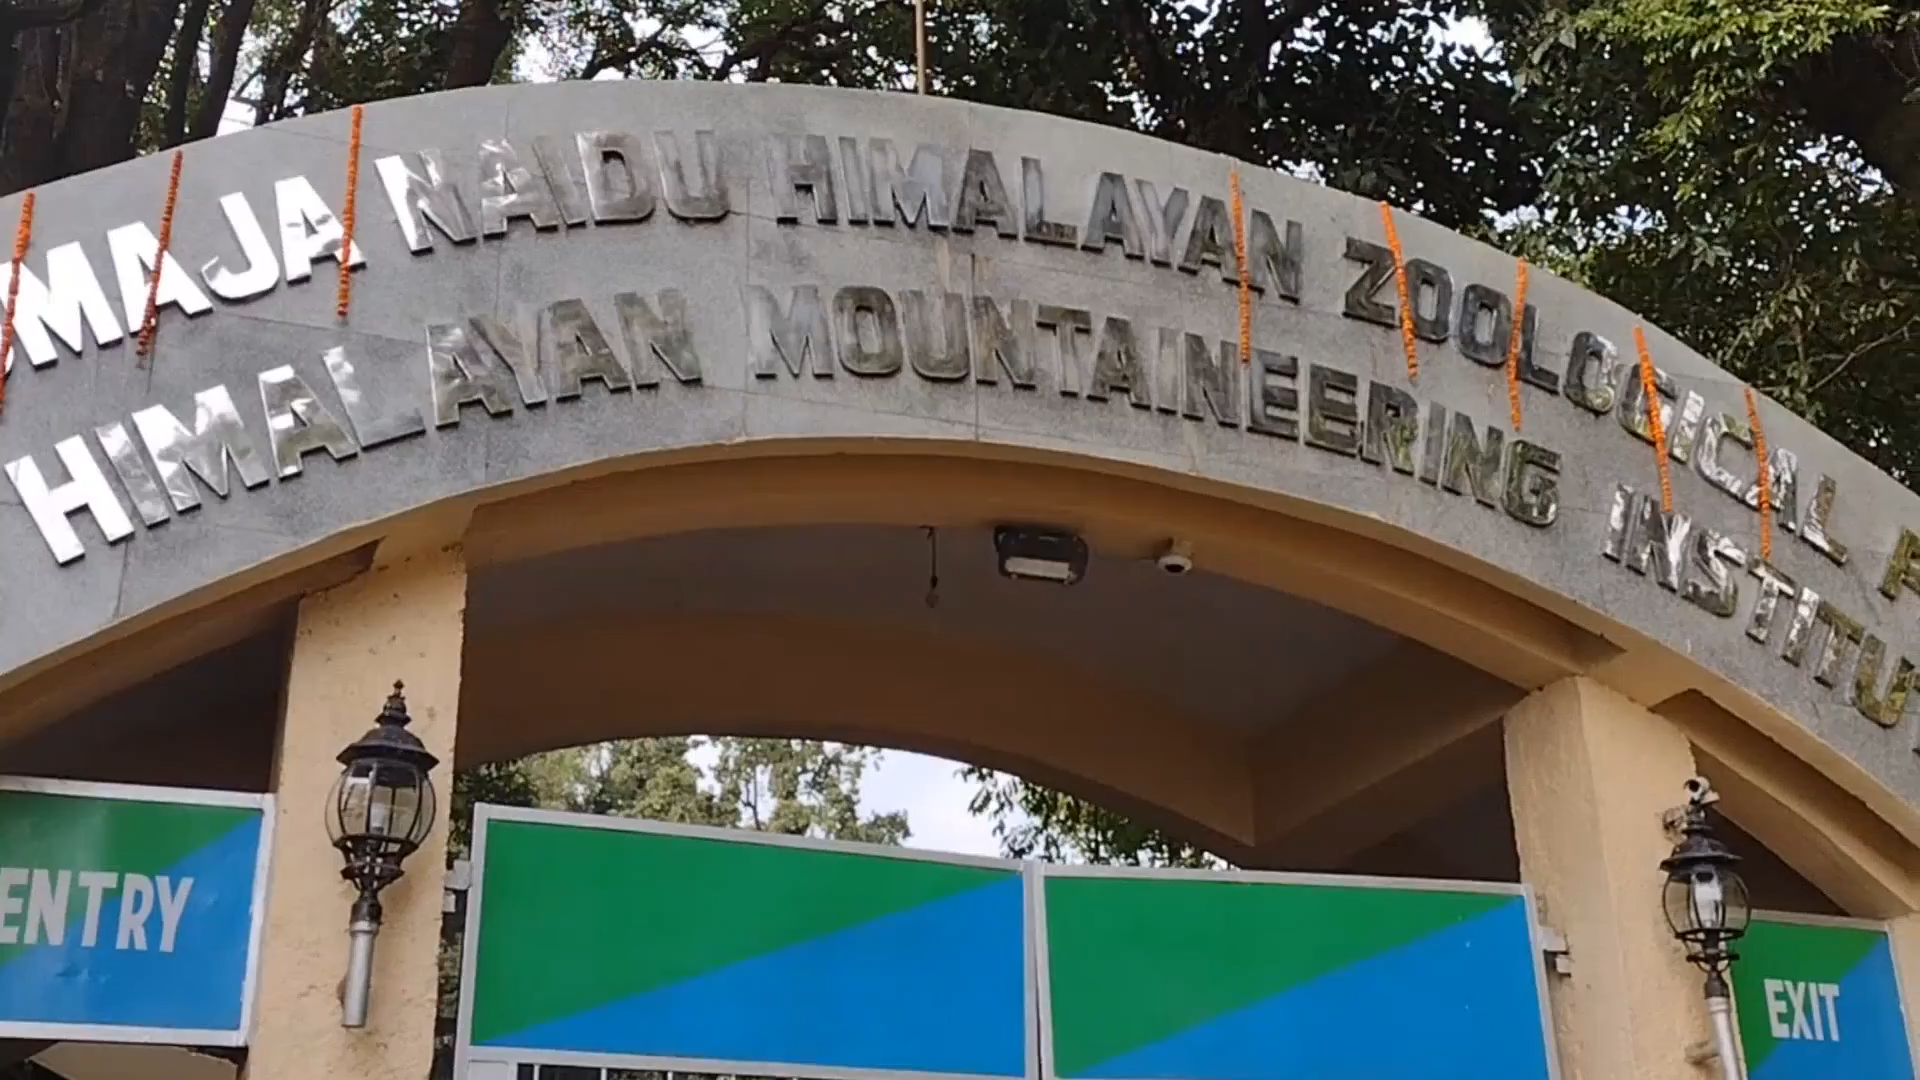 MAJA NAIDU HIMALAYAN ZOOLOGICAL
HIMALAYAN MOUNTAINEERING INSTITU
ENTRY
EXIT